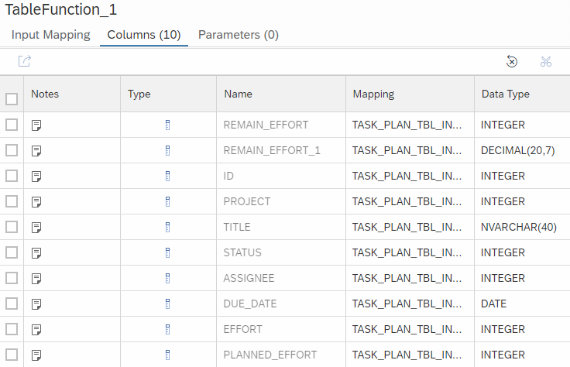 TableFunction_1
Input Mapping Columns (10) Parameters (0)
Notes Type Name Mapping Data Type
REMAIN_EFFORT TASK_PLAN_TBL_IN... INTEGER
REMAIN_EFFORT_1 TASK_PLAN_TBL_IN... DECIMAL(20,7)
ID TASK_PLAN_TBL_IN... INTEGER
PROJECT TASK_PLAN_TBL_IN... INTEGER
TITLE TASK_PLAN_TBL_IN... NVARCHAR(40)
STATUS TASK_PLAN_TBL_IN... INTEGER
ASSIGNEE TASK_PLAN_TBL_IN... INTEGER
DUE_DATE TASK_PLAN_TBL_IN... DATE
EFFORT TASK_PLAN_TBL_IN... INTEGER
PLANNED_EFFORT TASK_PLAN_TBL_IN... INTEGER